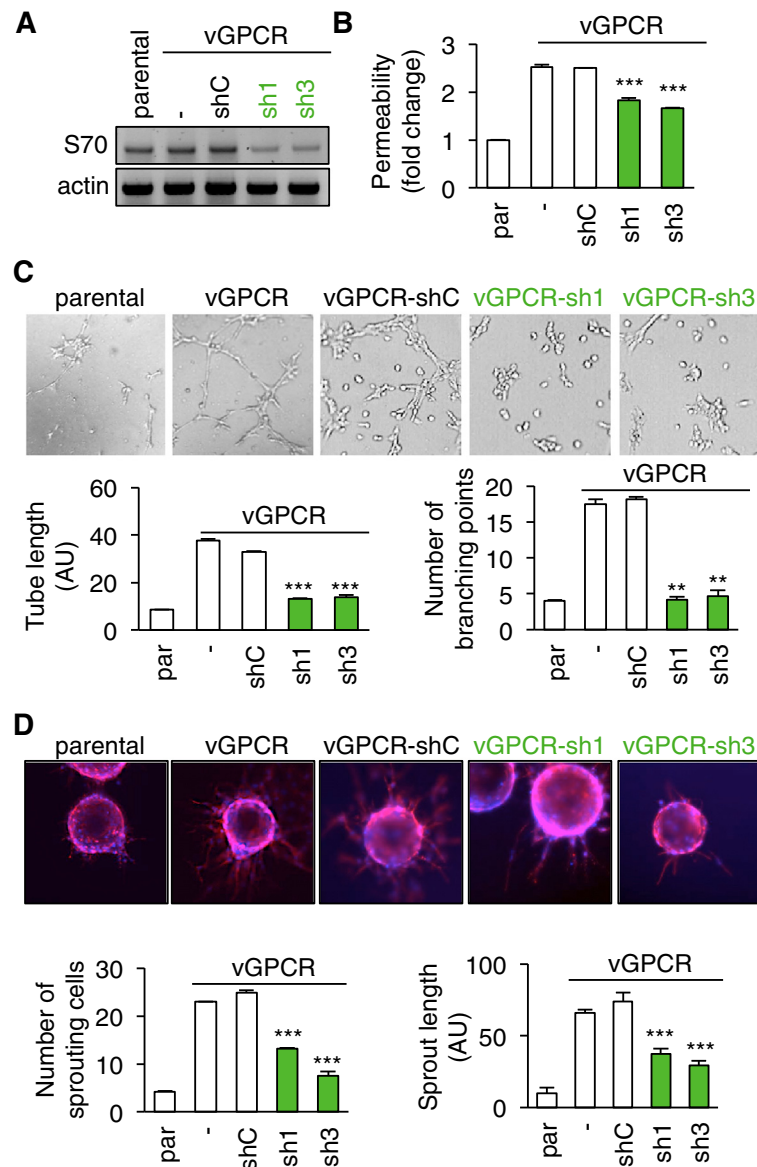 A
vGPCR
parental
-
shC
sh1
sh3
S70
actin
B
vGPCR
Permeability
(fold change)
3
2
1
0
***
***
par
-
shC
sh1
sh3
C
parental
vGPCR
vGPCR-shC
vGPCR-sh1
vGPCR-sh3
Tube length
(AU)
60
40
20
0
vGPCR
***
***
par
-
shC
sh1
sh3
Number of
branching points
20
15
10
5
0
vGPCR
**
**
par
-
shC
sh1
sh3
D
parental
vGPCR
vGPCR-shC
vGPCR-sh1
vGPCR-sh3
Number of
sprouting cells
30
20
10
0
vGPCR
***
***
par
-
shC
sh1
sh3
Sprout length
(AU)
100
50
0
vGPCR
***
***
par
-
shC
sh1
sh3